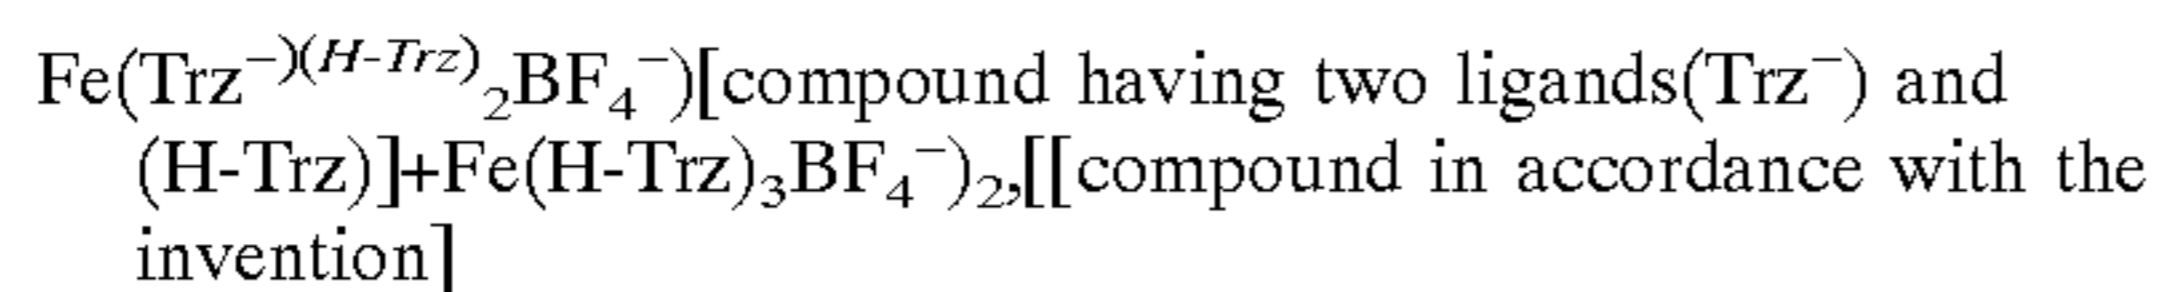 Fe(Trz⁻⁾⁽ᴴ⁻ᵀʳᶻ⁾₂BF₄⁻)[compound having two ligands(Trz⁻) and
(H-Trz)]+Fe(H-Trz)₃BF₄⁻)₂,[[compound in accordance with the
invention]